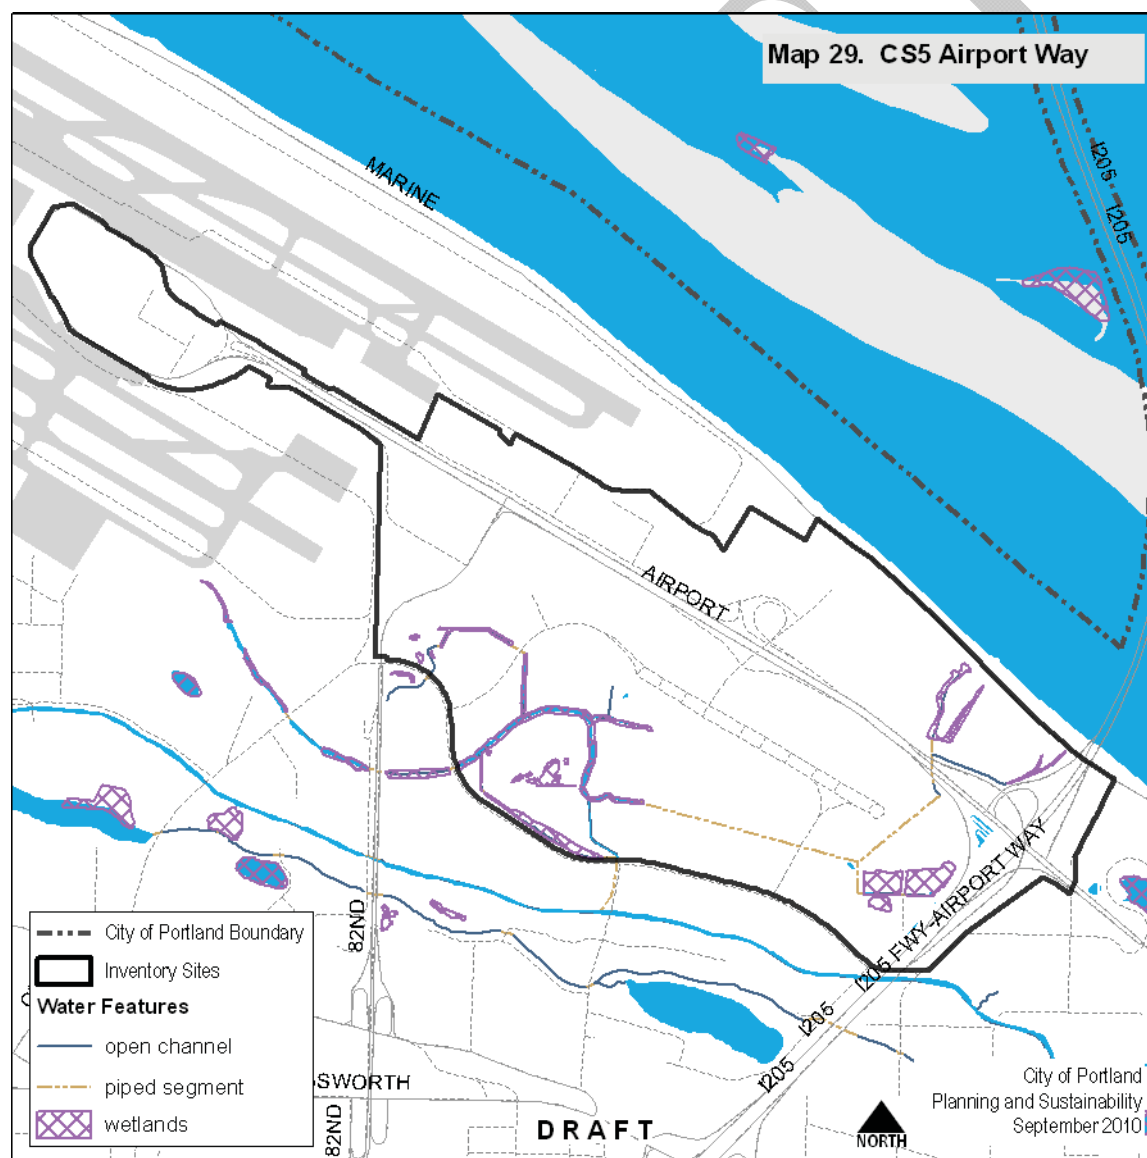 Map 29. CS5 Airport Way
I205
I205
MARINE
AIRPORT
I205 FWY-AIRPORT WAY
82ND
I205
I205
SWORTH
82ND
City of Portland Boundary
Inventory Sites
Water Features
open channel
piped segment
wetlands
DRAFT
NORTH
City of Portland
Planning and Sustainability
September 2010